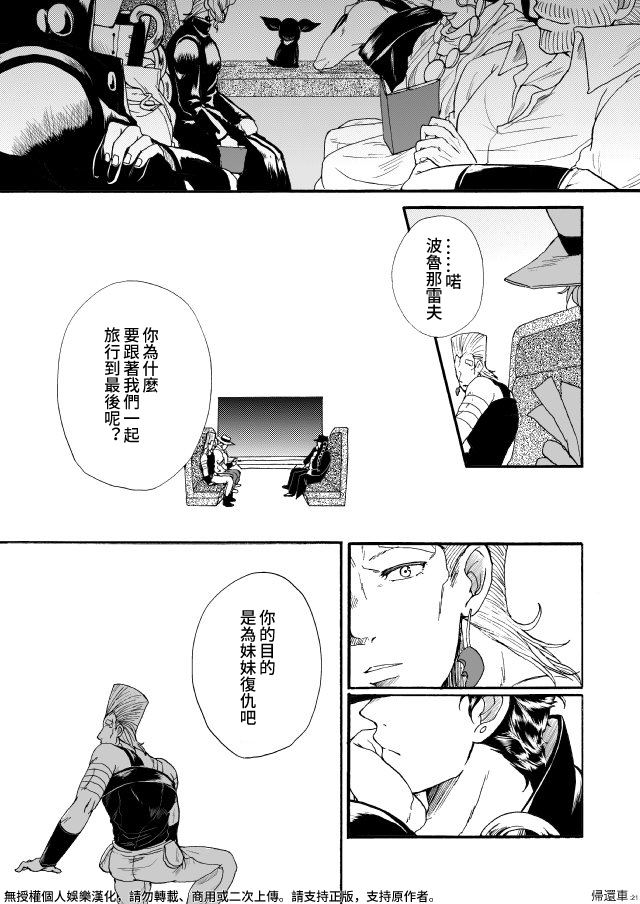 ……喏
波魯那雷夫
你為什麼
要跟著我們一起
旅行到最後呢？
你的目的
是為妹妹復仇吧
無授權個人娛樂漢化，請勿轉載、商用或二次上傳。請支持正版，支持原作者。
帰還車 :21